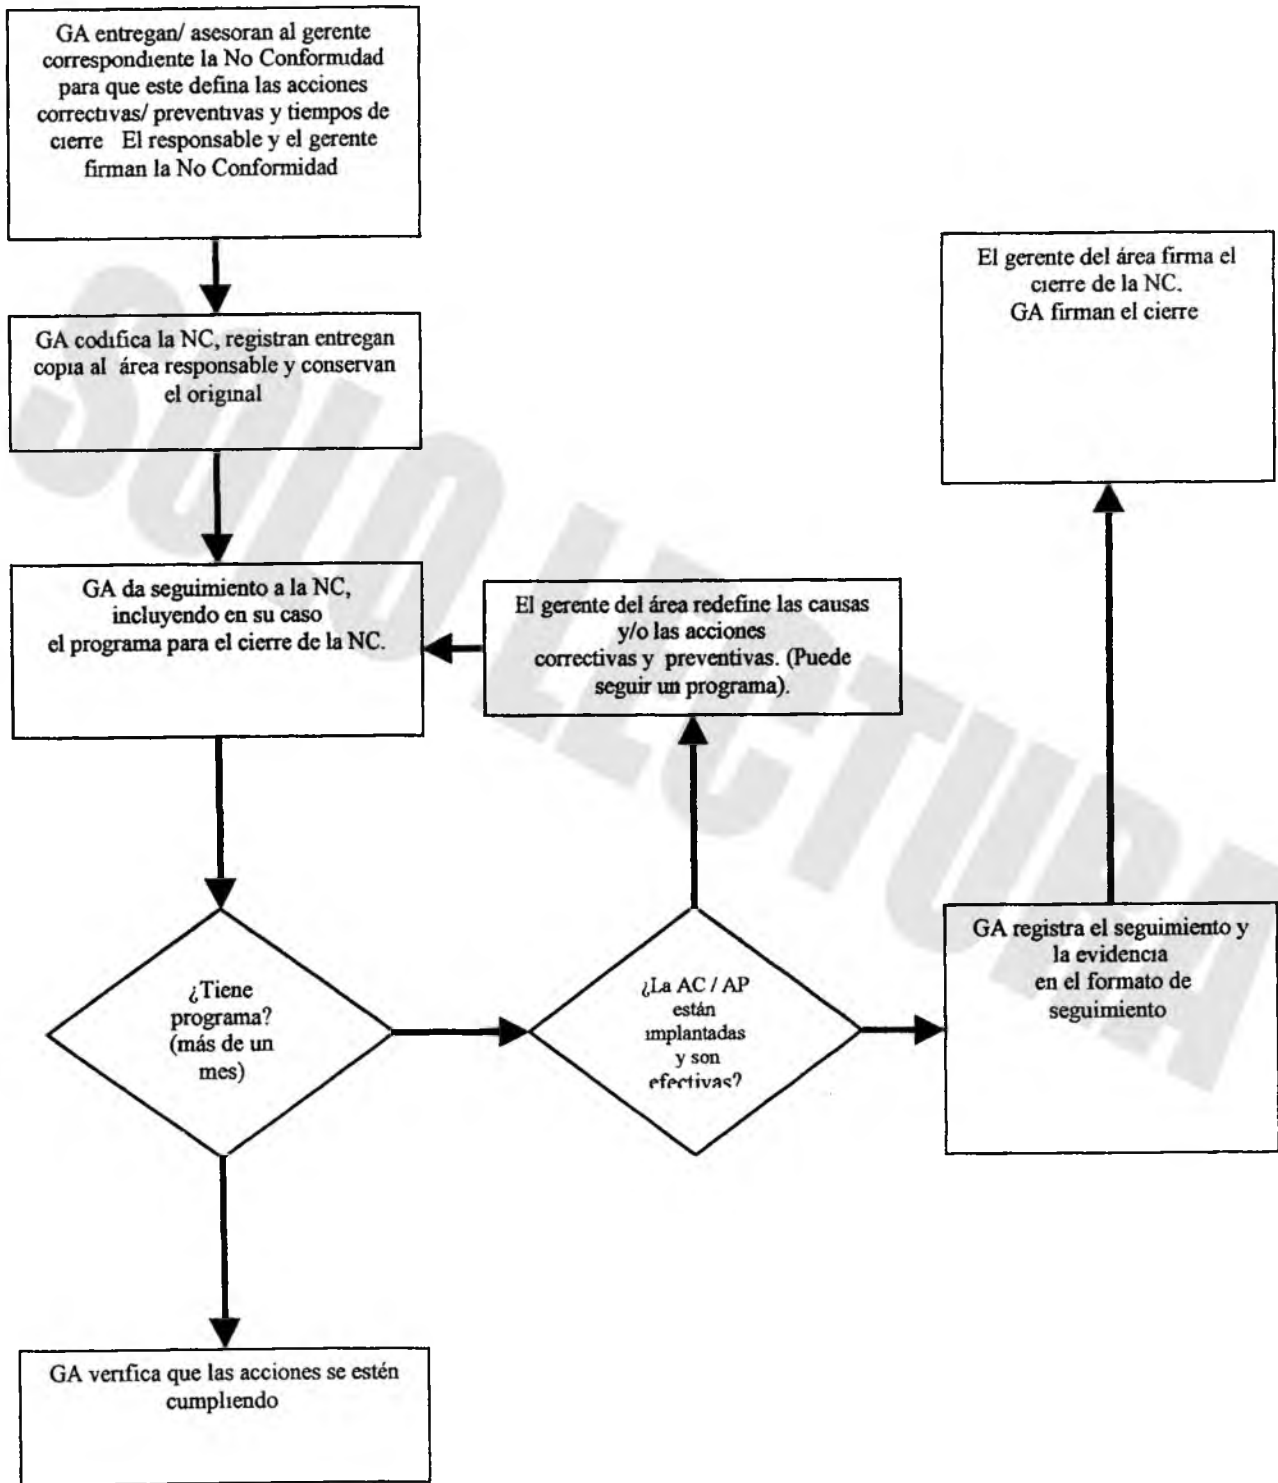 GA entregan/ asesoran al gerente
correspondiente la No Conformidad
para que este defina las acciones
correctivas/ preventivas y tiempos de
cierre El responsable y el gerente
firman la No Conformidad
GA codifica la NC, registran entregan
copia al área responsable y conservan
el original
GA da seguimiento a la NC,
incluyendo en su caso
el programa para el cierre de la NC.
El gerente del área redefine las causas
y/o las acciones
correctivas y preventivas. (Puede
seguir un programa).
El gerente del área firma el
cierre de la NC.
GA firman el cierre
¿Tiene
programa?
(más de un
mes)
¿La AC / AP
están
implantadas
y son
efectivas?
GA registra el seguimiento y
la evidencia
en el formato de
seguimiento
GA verifica que las acciones se estén
cumpliendo
SOLO LECTURA